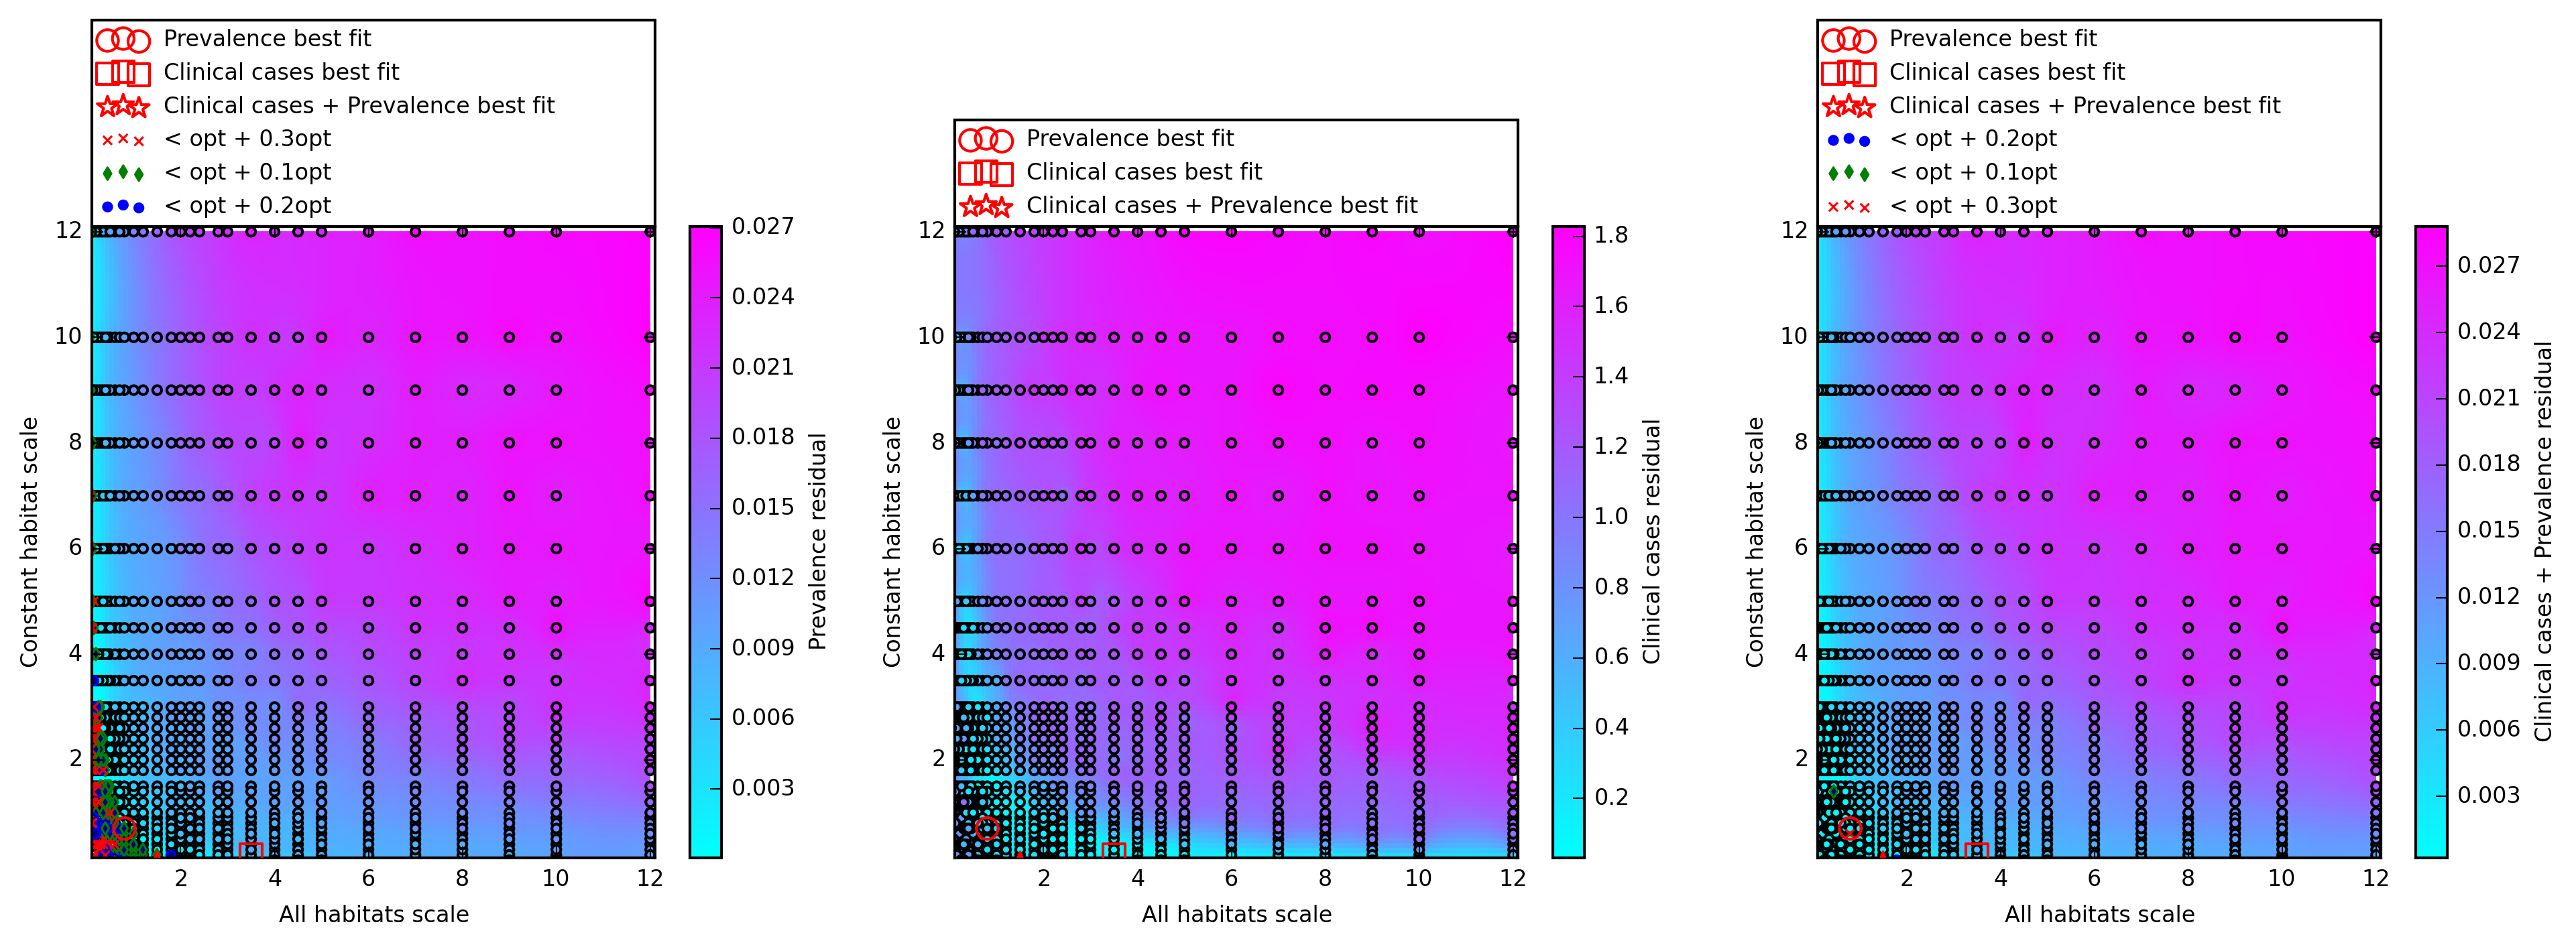 Prevalence best fit
Clinical cases best fit
Clinical cases + Prevalence best fit
< opt + 0.3opt
< opt + 0.1opt
< opt + 0.2opt
12
10
8
6
4
2
2
4
6
8
10
12
Constant habitat scale
All habitats scale
0.027
0.024
0.021
0.018
0.015
0.012
0.009
0.006
0.003
Prevalence residual
Prevalence best fit
Clinical cases best fit
Clinical cases + Prevalence best fit
12
10
8
6
4
2
2
4
6
8
10
12
Constant habitat scale
All habitats scale
1.8
1.6
1.4
1.2
1.0
0.8
0.6
0.4
0.2
Clinical cases residual
Prevalence best fit
Clinical cases best fit
Clinical cases + Prevalence best fit
< opt + 0.2opt
< opt + 0.1opt
< opt + 0.3opt
12
10
8
6
4
2
2
4
6
8
10
12
Constant habitat scale
All habitats scale
0.027
0.024
0.021
0.018
0.015
0.012
0.009
0.006
0.003
Clinical cases + Prevalence residual